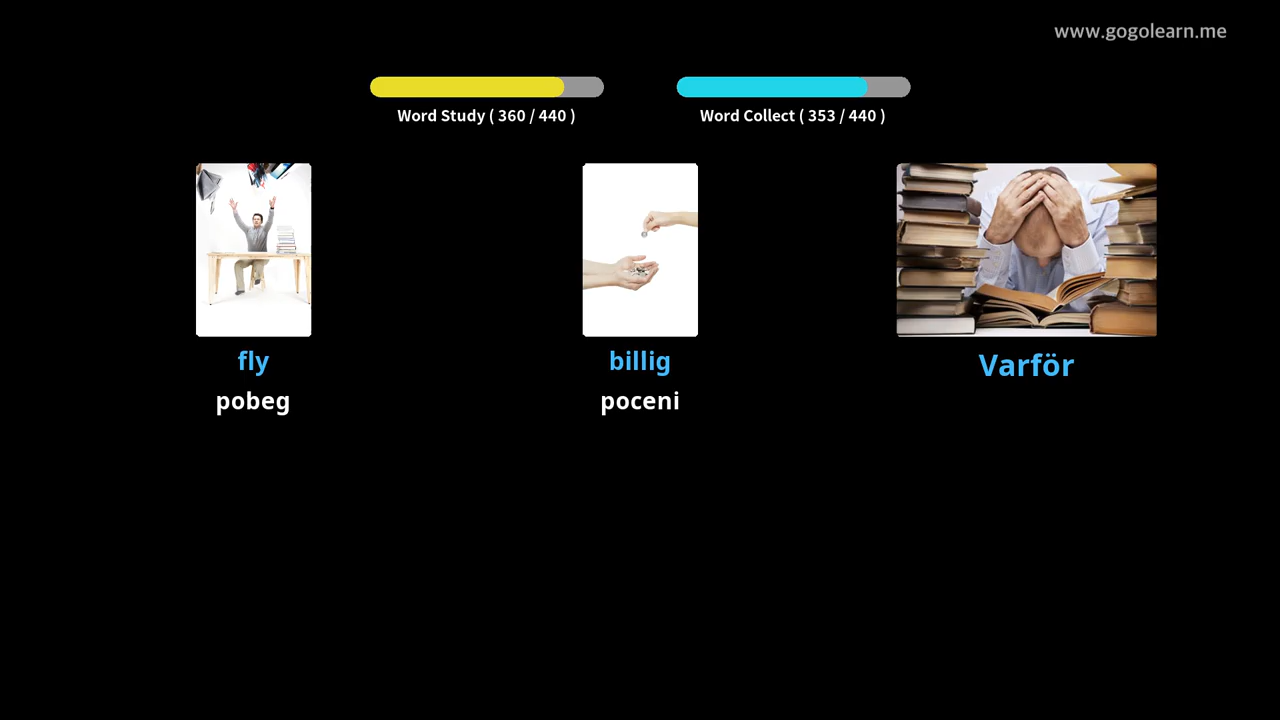 www.gogolearn.me
Word Study ( 360 / 440 )
Word Collect ( 353 / 440 )
fly
pobeg
billig
poceni
Varför